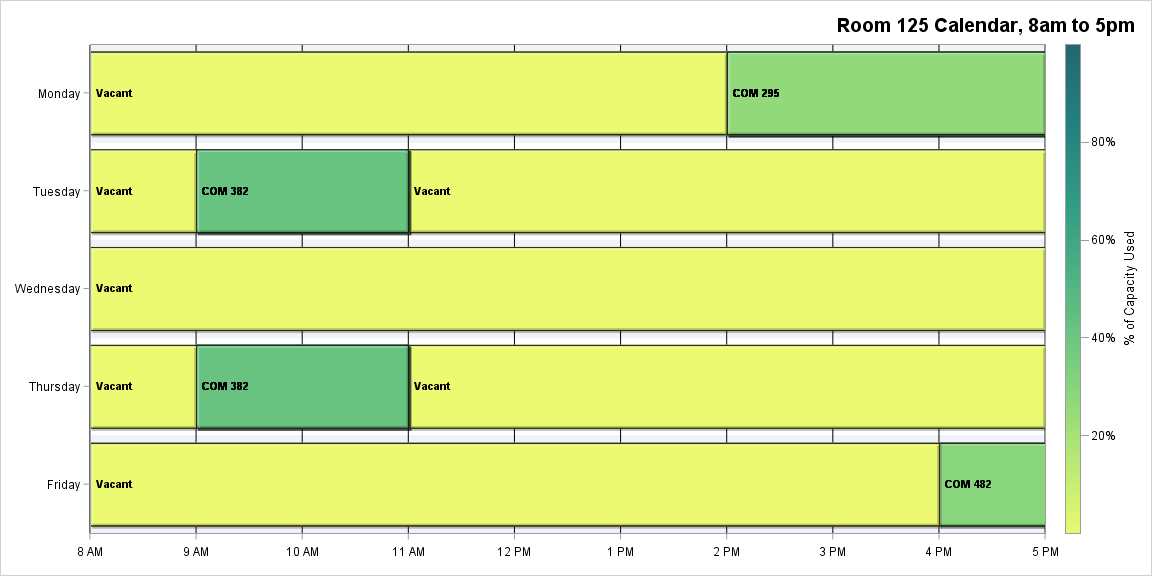 Room 125 Calendar, 8am to 5pm
Monday
Vacant
COM 295
Tuesday
Vacant
COM 382
Vacant
Wednesday
Vacant
Thursday
Vacant
COM 382
Vacant
Friday
Vacant
COM 482
8 AM
9 AM
10 AM
11 AM
12 PM
1 PM
2 PM
3 PM
4 PM
5 PM
80%
60%
40%
20%
% of Capacity Used